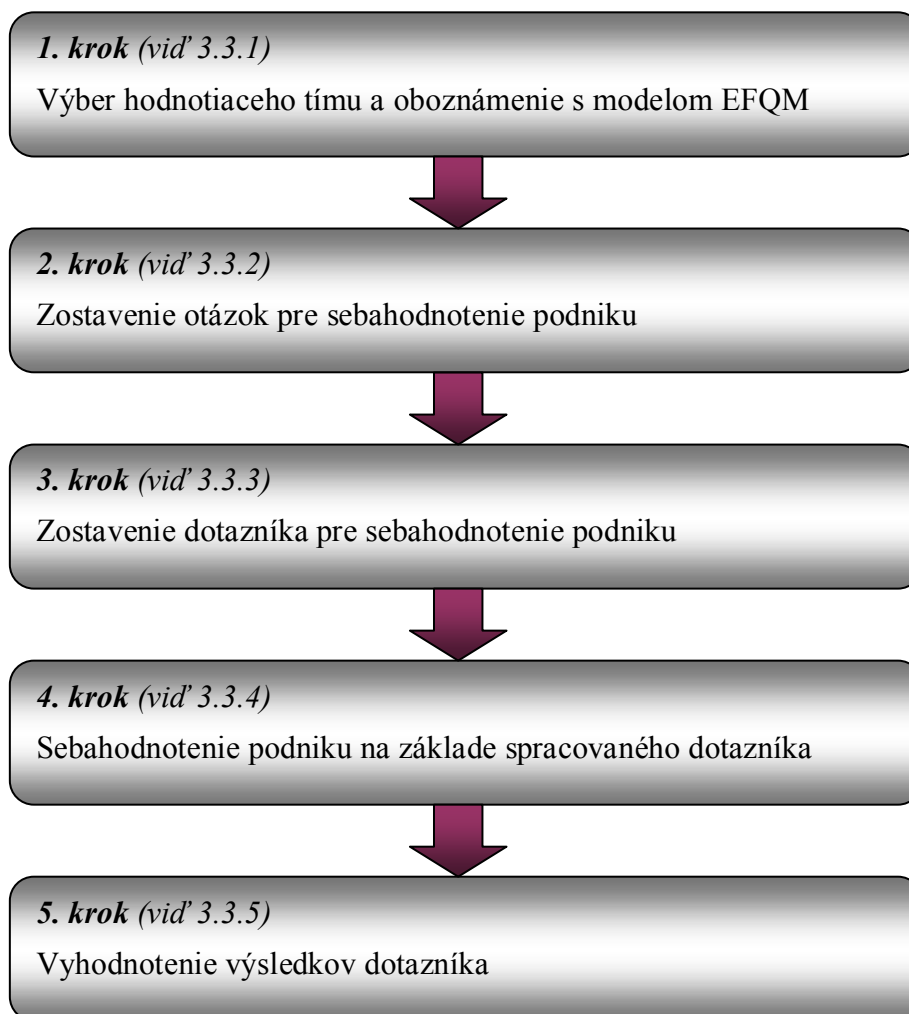 1. krok (viď 3.3.1)
Výber hodnotiaceho tímu a oboznámenie s modelom EFQM
2. krok (viď 3.3.2)
Zostavenie otázok pre sebahodnotenie podniku
3. krok (viď 3.3.3)
Zostavenie dotazníka pre sebahodnotenie podniku
4. krok (viď 3.3.4)
Sebahodnotenie podniku na základe spracovaného dotazníka
5. krok (viď 3.3.5)
Vyhodnotenie výsledkov dotazníka